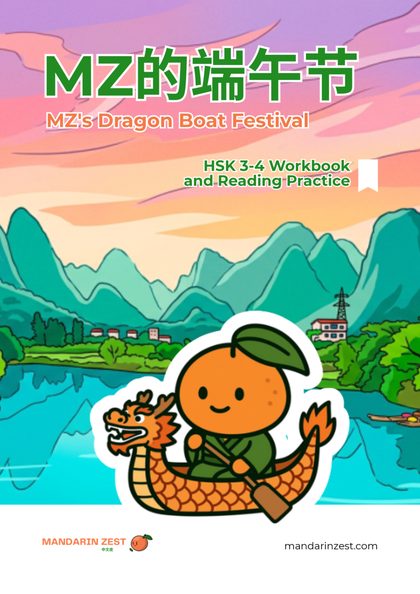 MZ的端午节
MZ's Dragon Boat Festival
HSK 3-4 Workbook
and Reading Practice
MANDARIN ZEST
mandarinzest.com